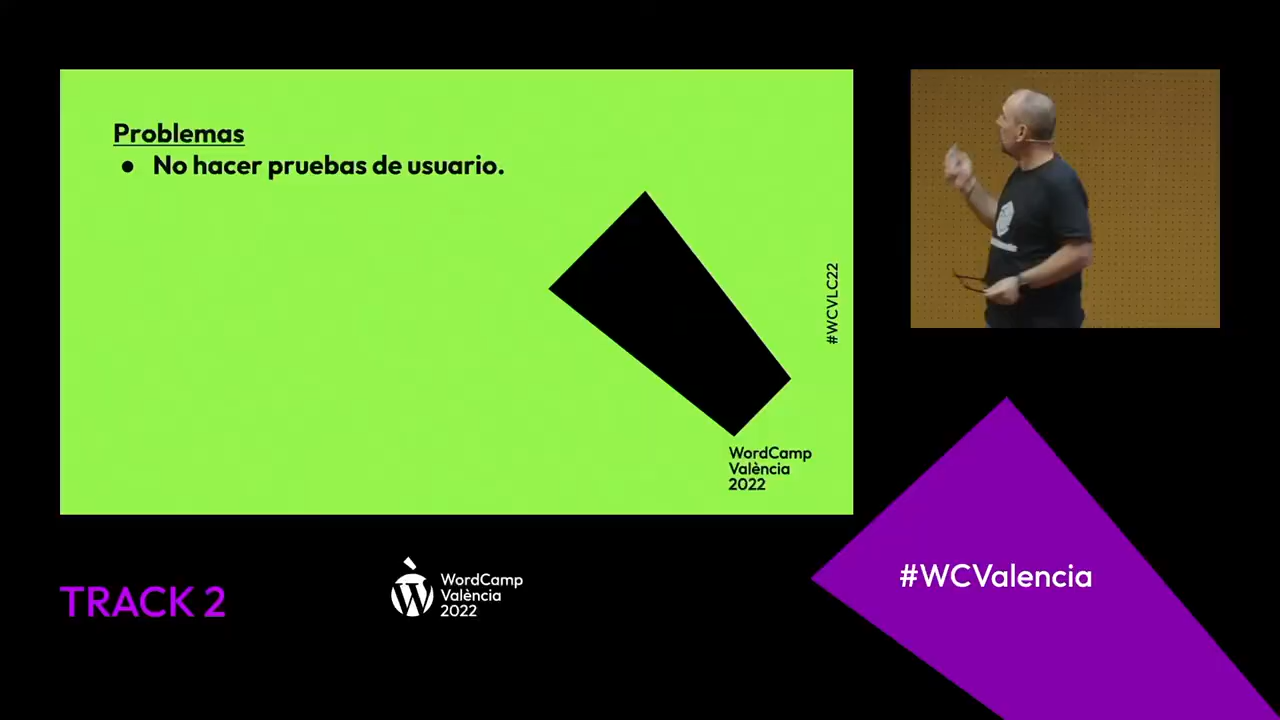 Problemas
● No hacer pruebas de usuario.
#WCVLC22
WordCamp
València
2022
TRACK 2
WordCamp
València
2022
#WCValencia